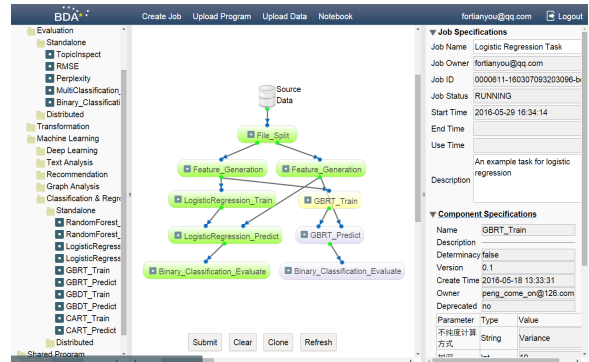 BDA
Create Job
Upload Program
Upload Data
Notebook
fortianyou@qq.com
Logout
Evaluation
Standalone
TopicInspect
RMSE
Perplexity
MultiClassification_
Binary_Classificati
Distributed
Transformation
Machine Learning
Deep Learning
Text Analysis
Recommendation
Graph Analysis
Classification & Regre
Standalone
RandomForest_
RandomForest_
LogisticRegress
LogisticRegress
GBRT_Train
GBRT_Predict
GBDT_Train
GBDT_Predict
CART_Train
CART_Predict
Distributed
Shared Program
Source
Data
File_Split
Feature_Generation
Feature_Generation
LogisticRegression_Train
GBRT_Train
LogisticRegression_Predict
GBRT_Predict
Binary_Classification_Evaluate
Binary_Classification_Evaluate
Submit
Clear
Clone
Refresh
Job Specifications
Job Name Logistic Regression Task
Job Owner fortianyou@qq.com
Job ID 0000611-160307093203096-
Job Status RUNNING
Start Time 2016-05-29 16:34:14
End Time
Use Time
Description An example task for logistic
regression
Component Specifications
Name GBRT_Train
Description
Determinacy false
Version 0.1
Create Time 2016-05-18 13:33:31
Owner peng_come_on@126.com
Deprecated no
Parameter Type Value
不纯度计算
方式 String Variance
Int 10